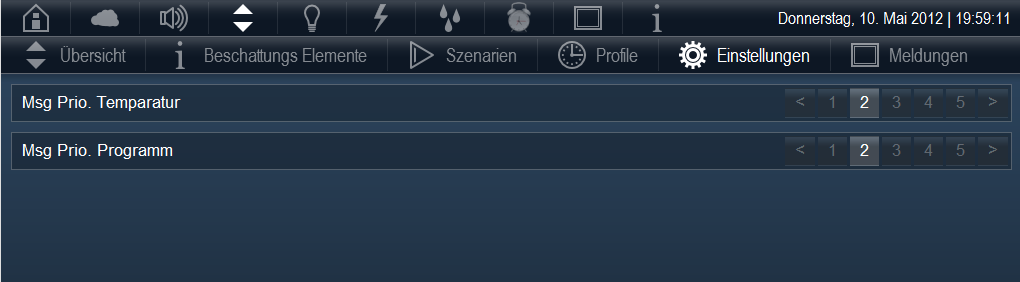 Donnerstag, 10. Mai 2012 | 19:59:11
Übersicht Beschattungs Elemente Szenarien Profile Einstellungen Meldungen
Msg Prio. Temparatur < 1 2 3 4 5 >
Msg Prio. Programm < 1 2 3 4 5 >